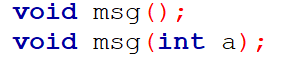 void msg();
void msg(int a);